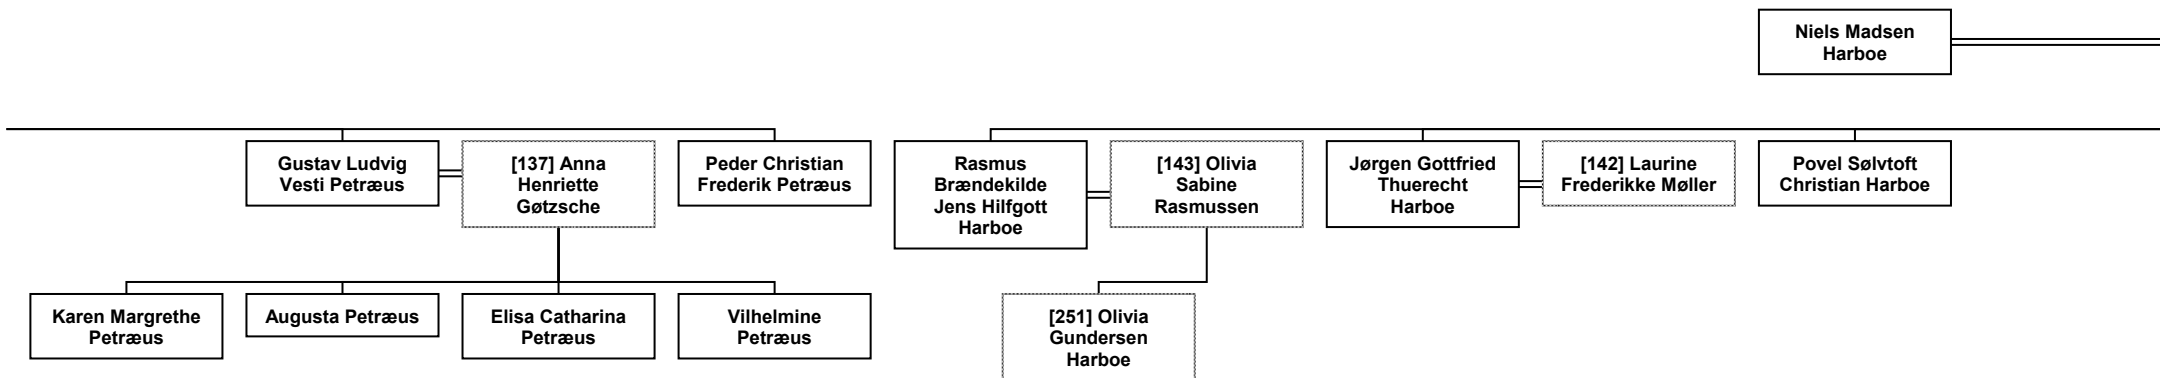 Niels Madsen
Harboe
Gustav Ludvig
Vesti Petræus
[137] Anna
Henriette
Gøtzsche
Peder Christian
Frederik Petræus
Rasmus
Brændekilde
Jens Hilfgott
Harboe
[143] Olivia
Sabine
Rasmussen
Jørgen Gottfried
Thuerecht
Harboe
[142] Laurine
Frederikke Møller
Povel Sølvtoft
Christian Harboe
Karen Margrethe
Petræus
Augusta Petræus
Elisa Catharina
Petræus
Vilhelmine
Petræus
[251] Olivia
Gundersen
Harboe